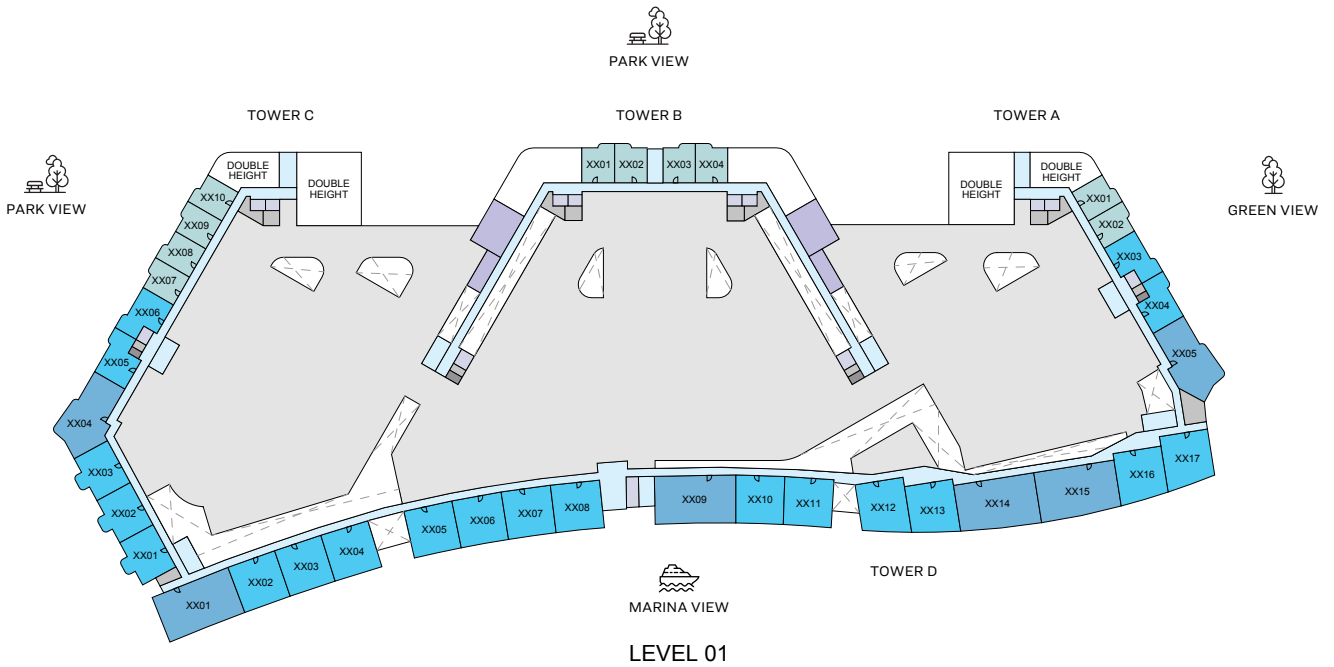 PARK VIEW
TOWER C
TOWER B
TOWER A
PARK VIEW
GREEN VIEW
DOUBLE
HEIGHT
DOUBLE
HEIGHT
XX01
XX02
XX03
XX04
DOUBLE
HEIGHT
DOUBLE
HEIGHT
XX10
XX09
XX08
XX07
XX06
XX05
XX04
XX03
XX02
XX01
XX01
XX02
XX03
XX04
XX05
XX01
XX02
XX03
XX04
XX05
XX06
XX07
XX08
XX09
XX10
XX11
XX12
XX13
XX14
XX15
XX16
XX17
TOWER D
MARINA VIEW
LEVEL 01